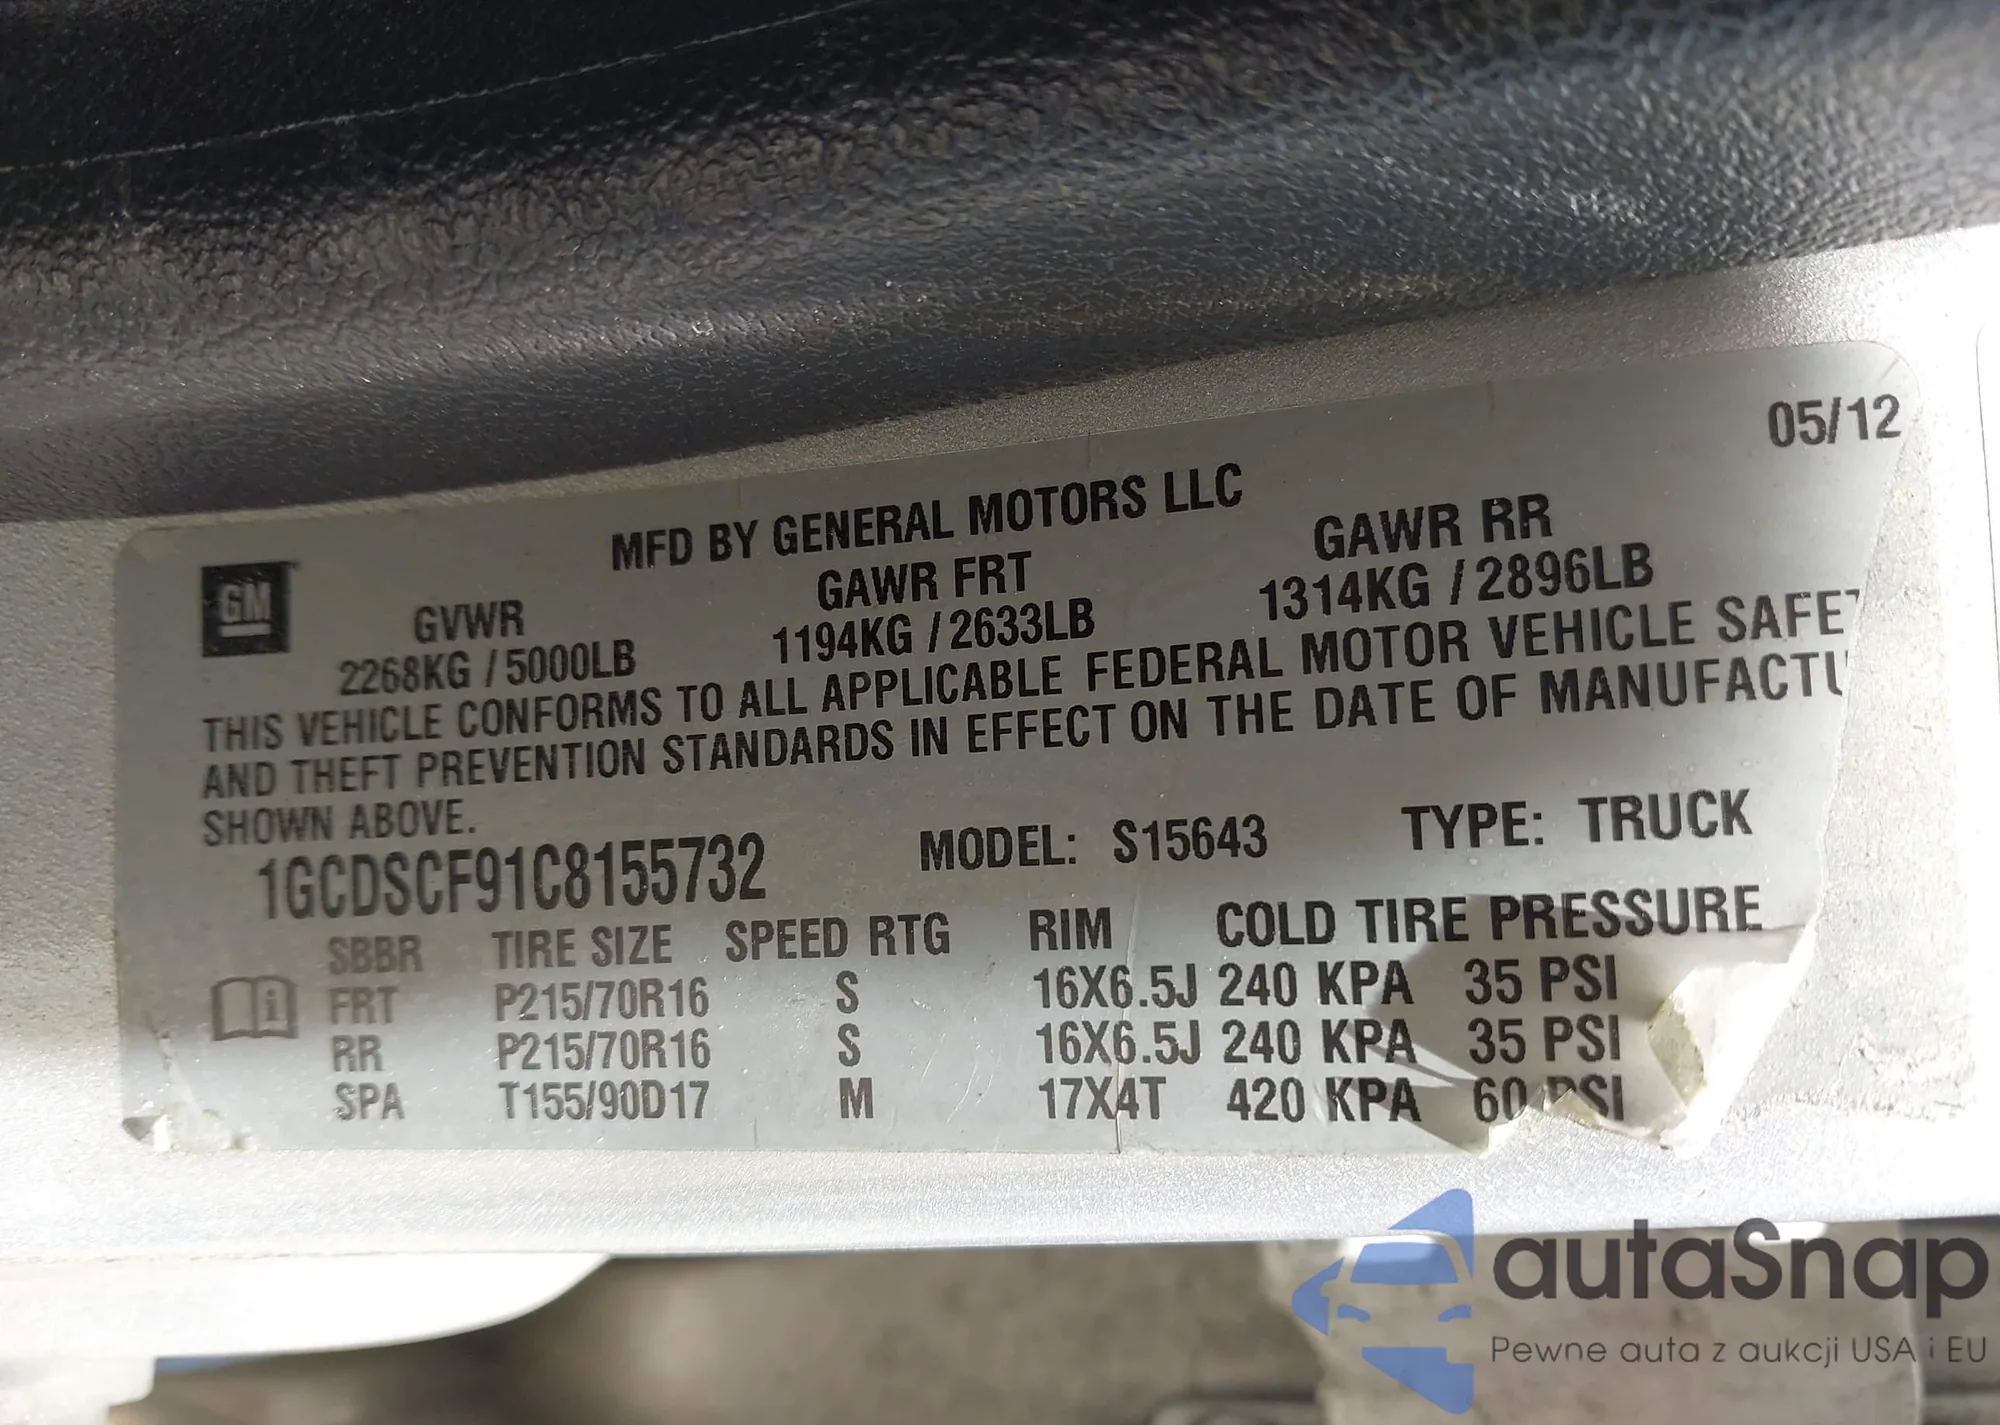 05/12
MFD BY GENERAL MOTORS LLC
GM
GVWR GAWR FRT GAWR RR
2268KG / 5000LB 1194KG / 2633LB 1314KG / 2896LB
THIS VEHICLE CONFORMS TO ALL APPLICABLE FEDERAL MOTOR VEHICLE SAFET
AND THEFT PREVENTION STANDARDS IN EFFECT ON THE DATE OF MANUFACTU
SHOWN ABOVE.
1GCDSCF91C8155732 MODEL: S15643 TYPE: TRUCK
SBBR TIRE SIZE SPEED RTG RIM COLD TIRE PRESSURE
FRT P215/70R16 S 16X6.5J 240 KPA 35 PSI
RR P215/70R16 S 16X6.5J 240 KPA 35 PSI
SPA T155/90D17 M 17X4T 420 KPA 60 PSI
autaSnap
Pewne auta z aukcji USA i EU